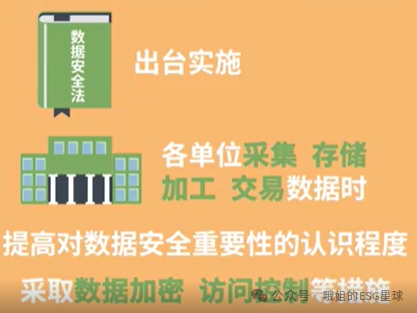 数据安全法
出台实施
各单位采集 存储
加工 交易数据时
提高对数据安全重要性的认识程度
采取数据加密 访问控制等措施
公众号·哦姐的ESG星球